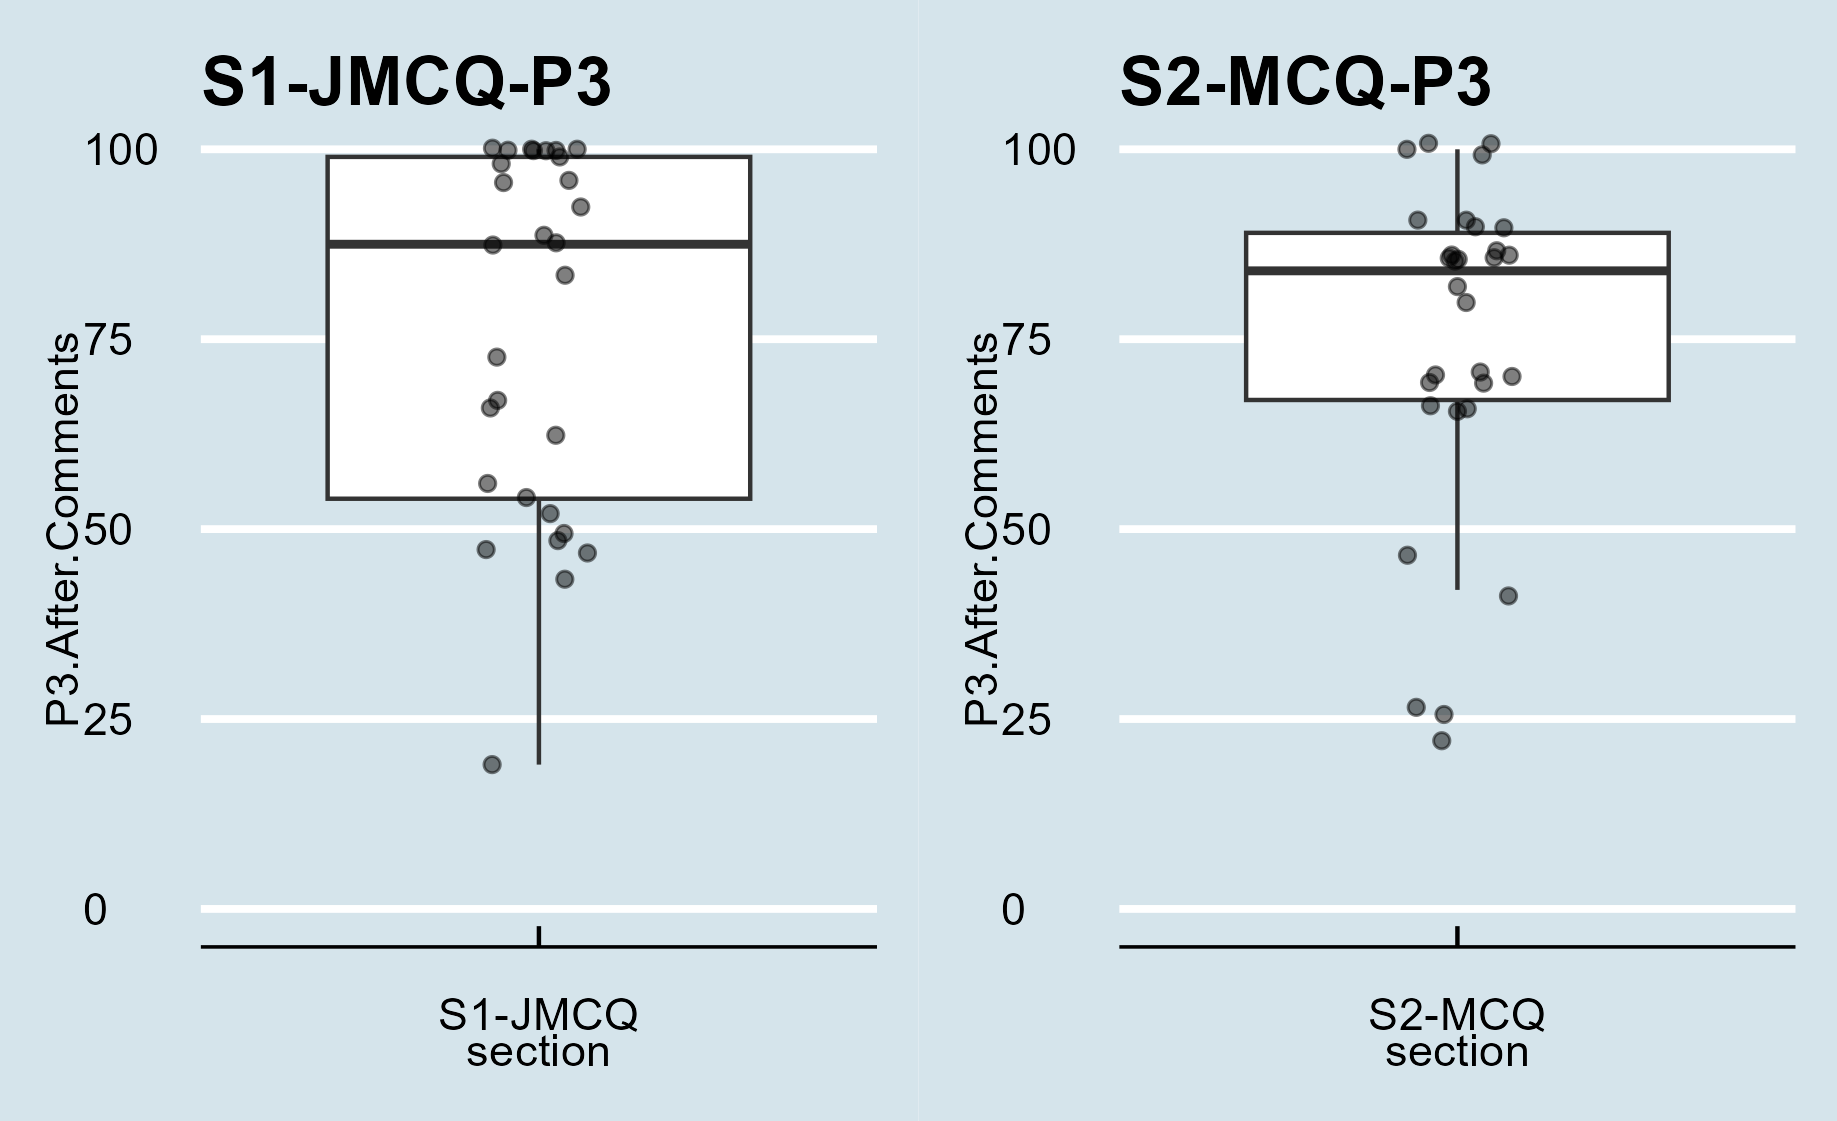 S1-JMCQ-P3
100
75
50
25
0
P3.After.Comments
S1-JMCQ
section
S2-MCQ-P3
100
75
50
25
0
P3.After.Comments
S2-MCQ
section